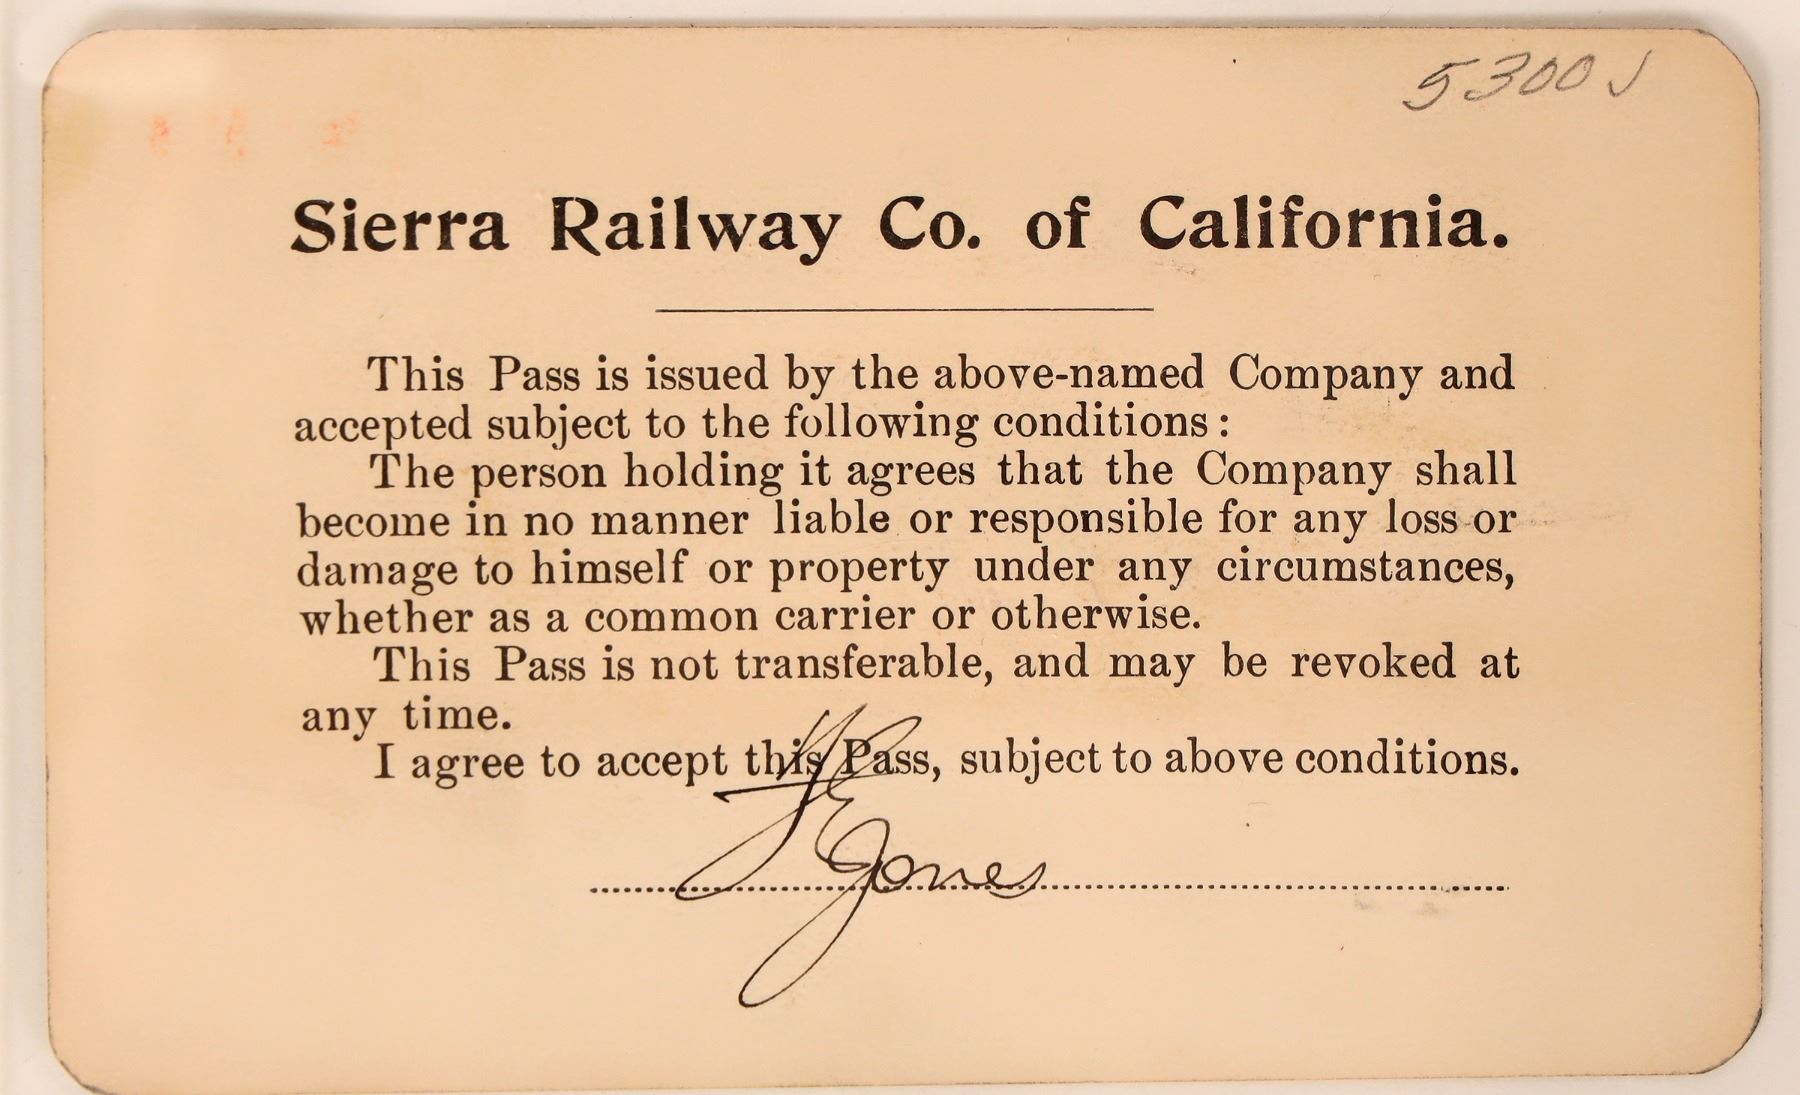 5300
Sierra Railway Co. of California.
This Pass is issued by the above-named Company and
accepted subject to the following conditions:
The person holding it agrees that the Company shall
become in no manner liable or responsible for any loss or
damage to himself or property under any circumstances,
whether as a common carrier or otherwise.
This Pass is not transferable, and may be revoked at
any time.
I agree to accept this Pass, subject to above conditions.
Jones